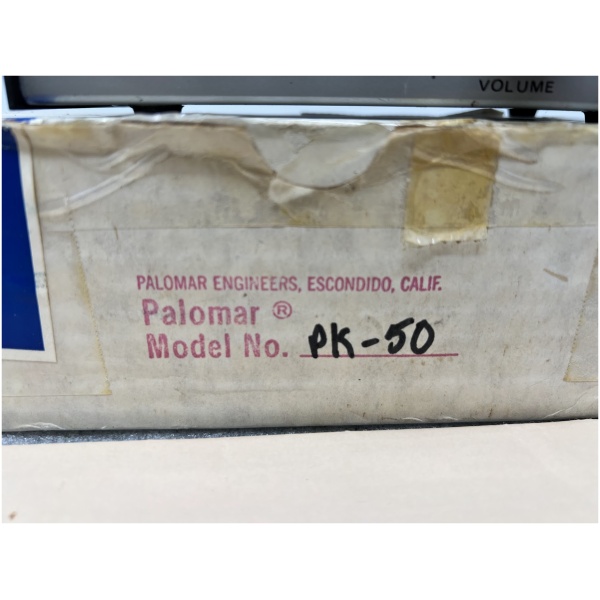 VOLUME
PALOMAR ENGINEERS, ESCONDIDO, CALIF.
Palomar ®
Model No. PK-50